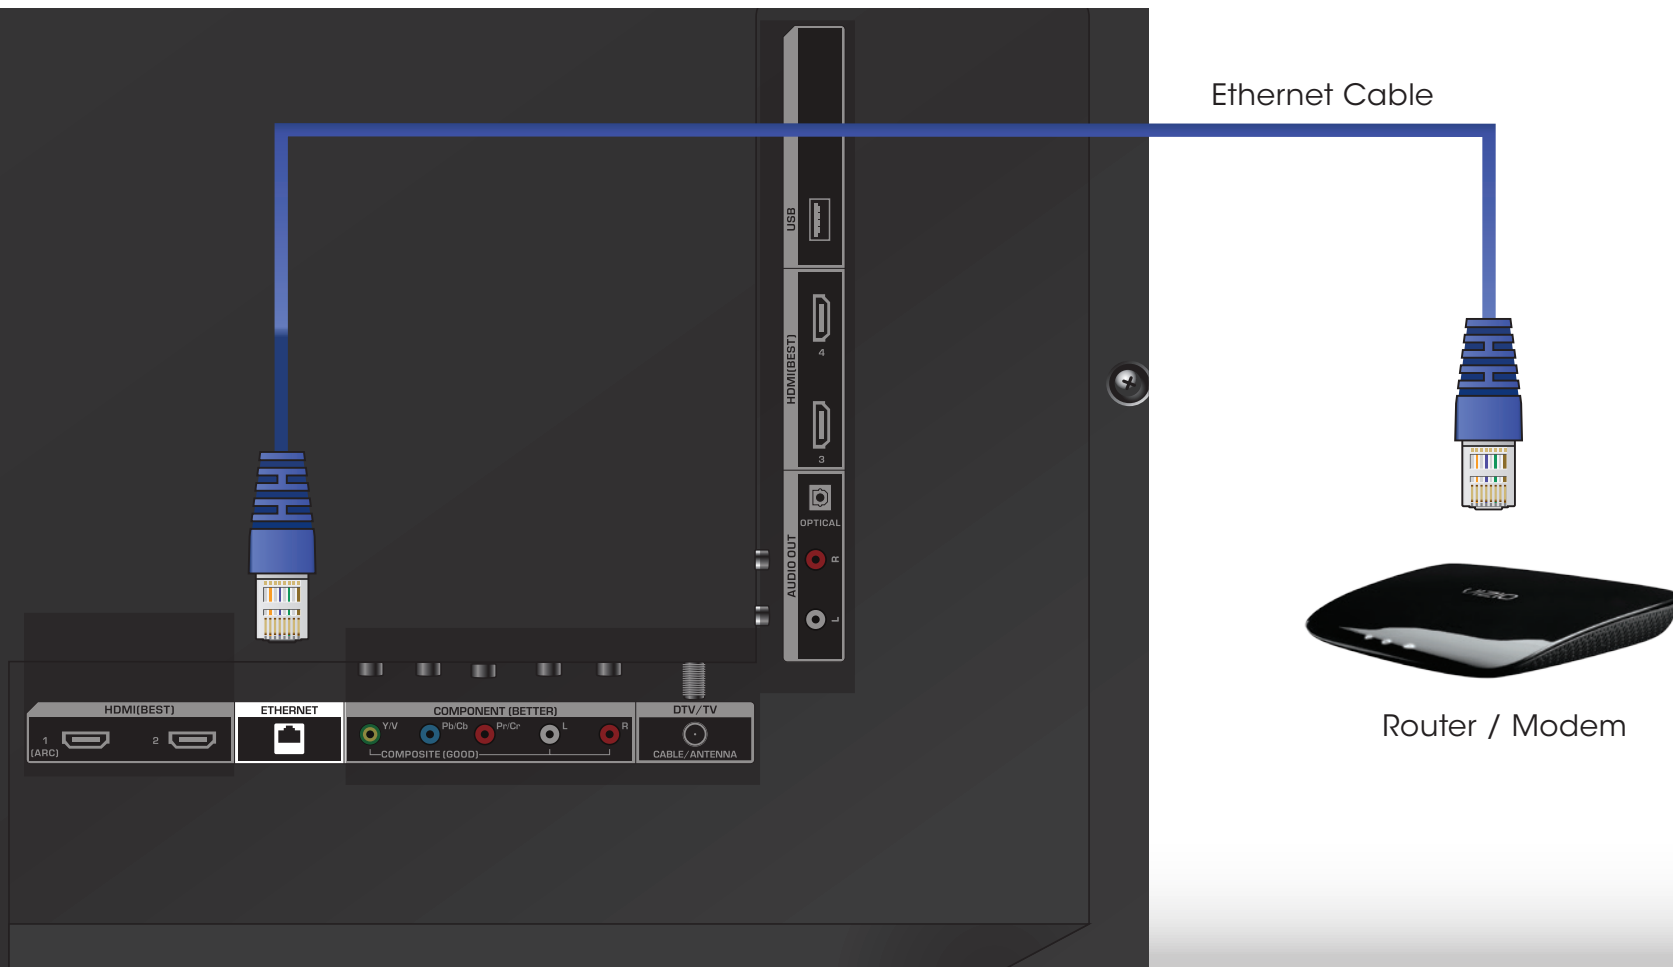 Ethernet Cable
USB
HDMI(BEST)
4
3
OPTICAL
AUDIO OUT
R
L
VIZIO
Router / Modem
HDMI(BEST)
1
(ARC)
2
ETHERNET
COMPONENT (BETTER)
Y/V
Pb/Cb
Pr/Cr
L
R
COMPOSITE (GOOD)
DTV/TV
CABLE/ANTENNA